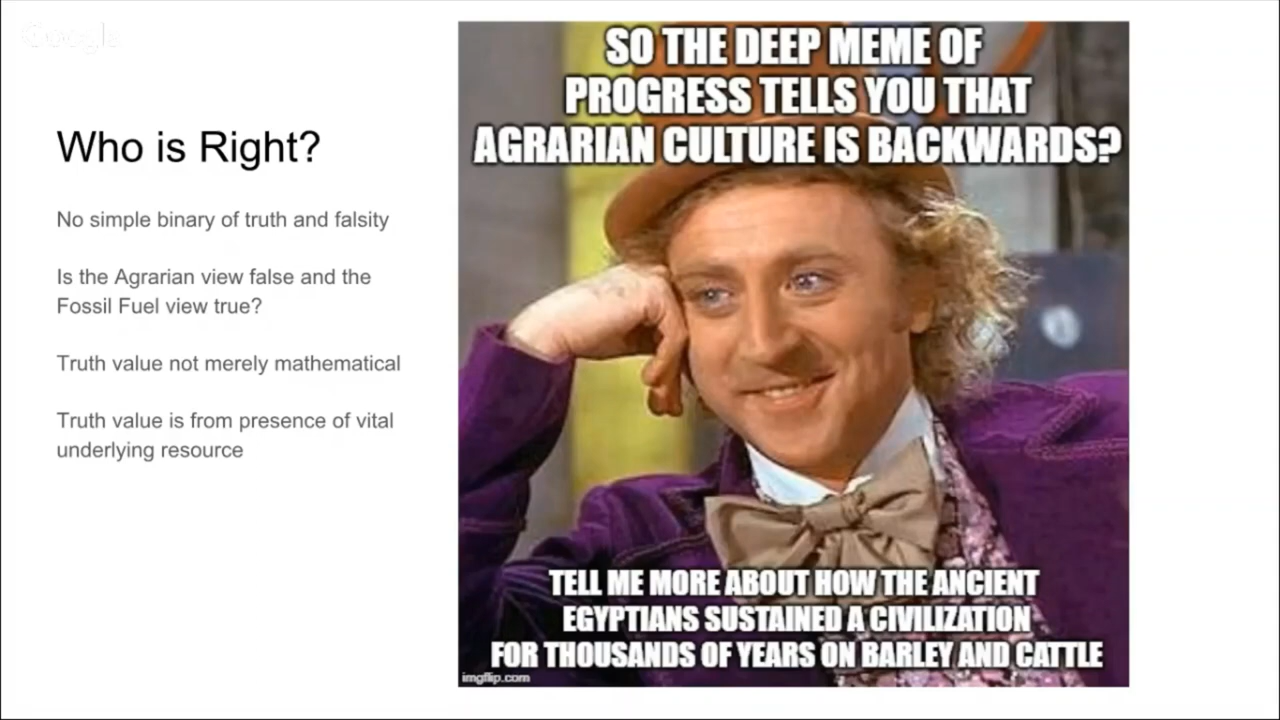 Google
Who is Right?
No simple binary of truth and falsity
Is the Agrarian view false and the
Fossil Fuel view true?
Truth value not merely mathematical
Truth value is from presence of vital
underlying resource
SO THE DEEP MEME OF
PROGRESS TELLS YOU THAT
AGRARIAN CULTURE IS BACKWARDS?
TELL ME MORE ABOUT HOW THE ANCIENT
EGYPTIANS SUSTAINED A CIVILIZATION
FOR THOUSANDS OF YEARS ON BARLEY AND CATTLE
imgflip.com